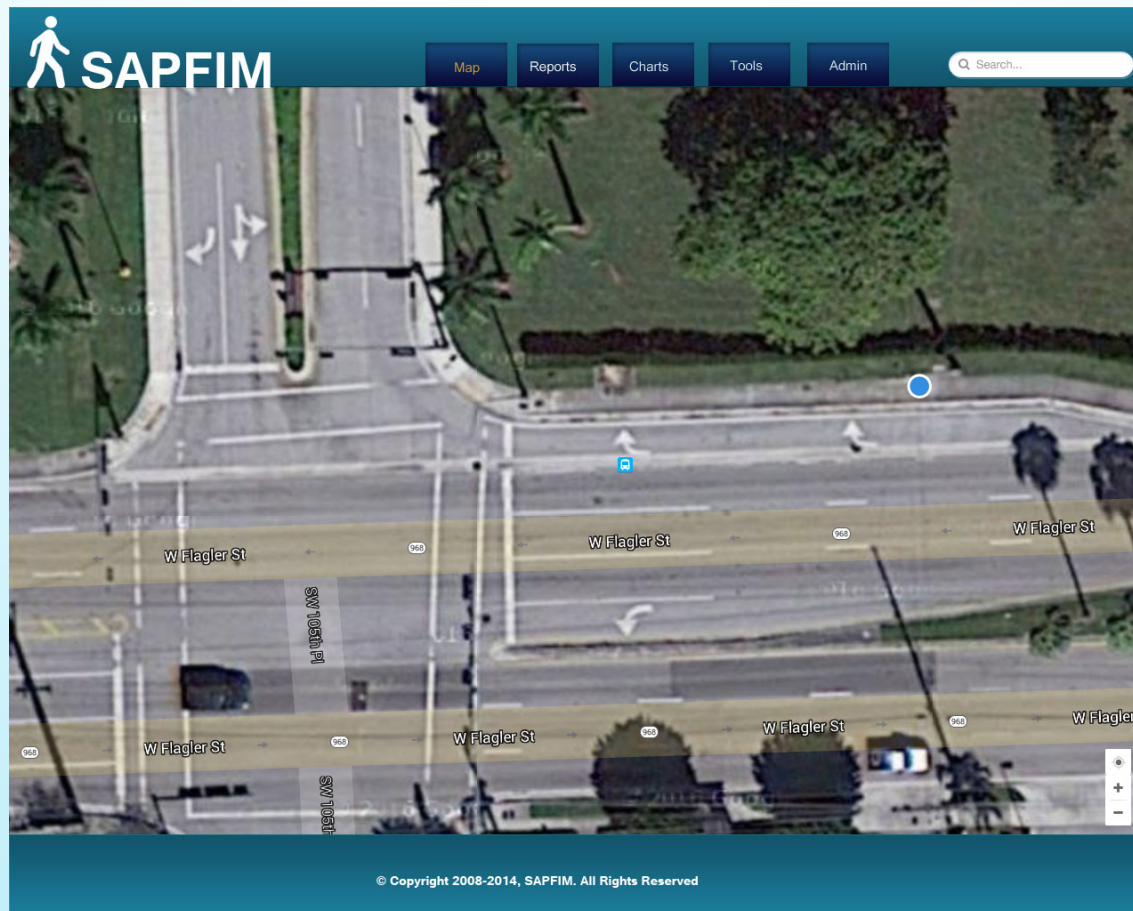 SAPFIM
Map
Reports
Charts
Tools
Admin
Search...
W Flagler St
968
W Flagler St
968
W Flagler St
SW 105th Pl
968
W Flagler St
968
W Flagler St
968
W Flagler St
968
W Flagler
SW 105th
+
−
© Copyright 2008-2014, SAPFIM. All Rights Reserved